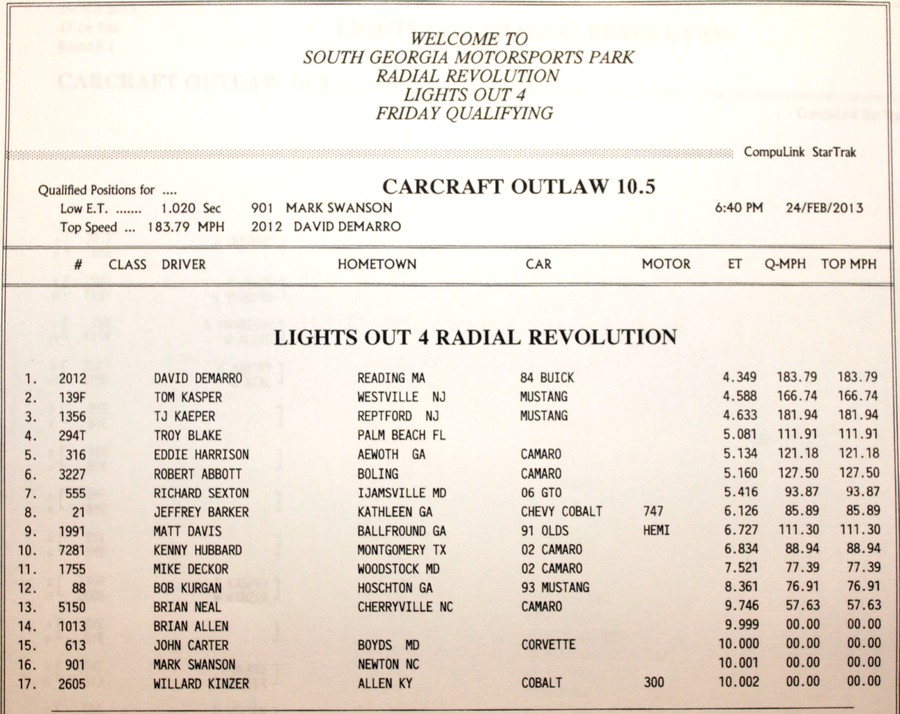 WELCOME TO
SOUTH GEORGIA MOTORSPORTS PARK
RADIAL REVOLUTION
LIGHTS OUT 4
FRIDAY QUALIFYING
CompuLink StarTrak
Qualified Positions for .... CARCRAFT OUTLAW 10.5
Low E.T. ....... 1.020 Sec 901 MARK SWANSON 6:40 PM 24/FEB/2013
Top Speed ... 183.79 MPH 2012 DAVID DEMARRO
# CLASS DRIVER HOMETOWN CAR MOTOR ET Q-MPH TOP MPH
LIGHTS OUT 4 RADIAL REVOLUTION
1. 2012 DAVID DEMARRO READING MA 84 BUICK 4.349 183.79 183.79
2. 139F TOM KASPER WESTVILLE NJ MUSTANG 4.588 166.74 166.74
3. 1356 TJ KAEPER REPTFORD NJ MUSTANG 4.633 181.94 181.94
4. 294T TROY BLAKE PALM BEACH FL 5.081 111.91 111.91
5. 316 EDDIE HARRISON AEWOTH GA CAMARO 5.134 121.18 121.18
6. 3227 ROBERT ABBOTT BOLING CAMARO 5.160 127.50 127.50
7. 555 RICHARD SEXTON IJAMSVILLE MD 06 GTO 5.416 93.87 93.87
8. 21 JEFFREY BARKER KATHLEEN GA CHEVY COBALT 747 6.126 85.89 85.89
9. 1991 MATT DAVIS BALLFROUND GA 91 OLDS HEMI 6.727 111.30 111.30
10. 7281 KENNY HUBBARD MONTGOMERY TX 02 CAMARO 6.834 88.94 88.94
11. 1755 MIKE DECKOR WOODSTOCK MD 02 CAMARO 7.521 77.39 77.39
12. 88 BOB KURGAN HOSCHTON GA 93 MUSTANG 8.361 76.91 76.91
13. 5150 BRIAN NEAL CHERRYVILLE NC CAMARO 9.746 57.63 57.63
14. 1013 BRIAN ALLEN 9.999 00.00 00.00
15. 613 JOHN CARTER BOYDS MD CORVETTE 10.000 00.00 00.00
16. 901 MARK SWANSON NEWTON NC 10.001 00.00 00.00
17. 2605 WILLARD KINZER ALLEN KY COBALT 300 10.002 00.00 00.00